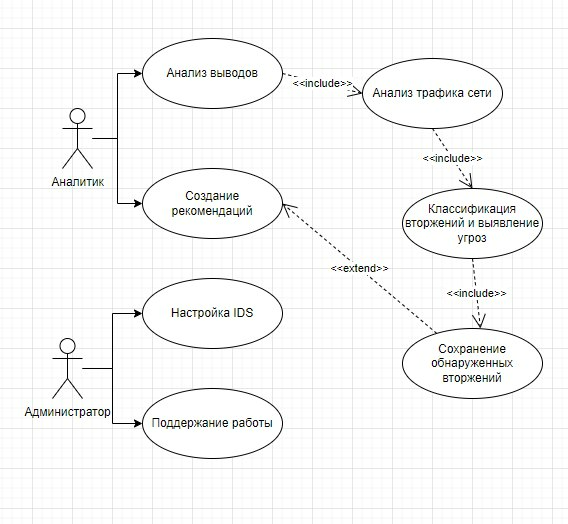 Анализ выводов
<<include>>
Анализ трафика сети
Аналитик
<<include>>
Создание
рекомендаций
Классификация
вторжений и выявление
угроз
<<extend>>
<<include>>
Настройка IDS
Сохранение
обнаруженных
вторжений
Администратор
Поддержание работы